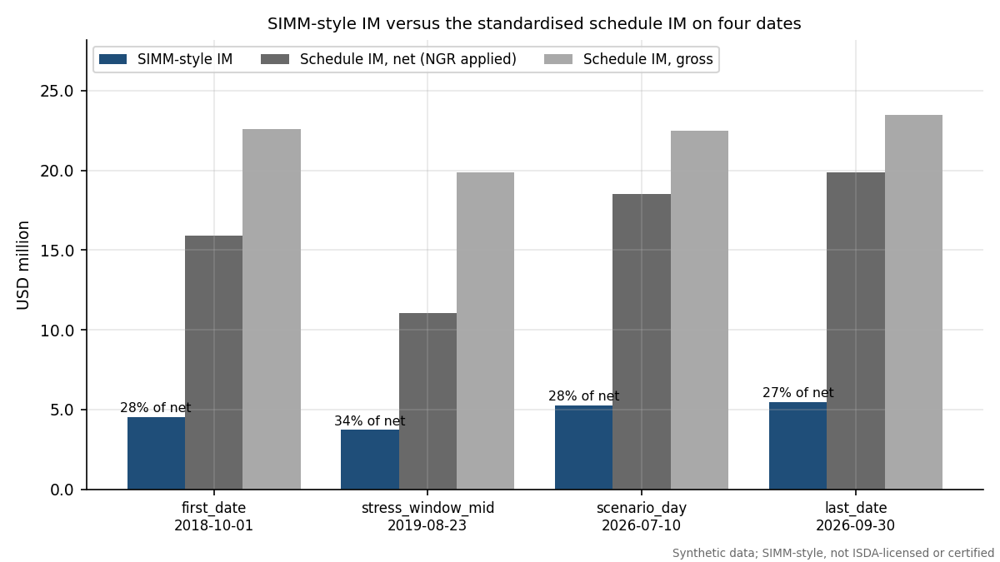 SIMM-style IM versus the standardised schedule IM on four dates
SIMM-style IM
Schedule IM, net (NGR applied)
Schedule IM, gross
USD million
25.0
20.0
15.0
10.0
5.0
0.0
28% of net
34% of net
28% of net
27% of net
first_date
2018-10-01
stress_window_mid
2019-08-23
scenario_day
2026-07-10
last_date
2026-09-30
Synthetic data; SIMM-style, not ISDA-licensed or certified